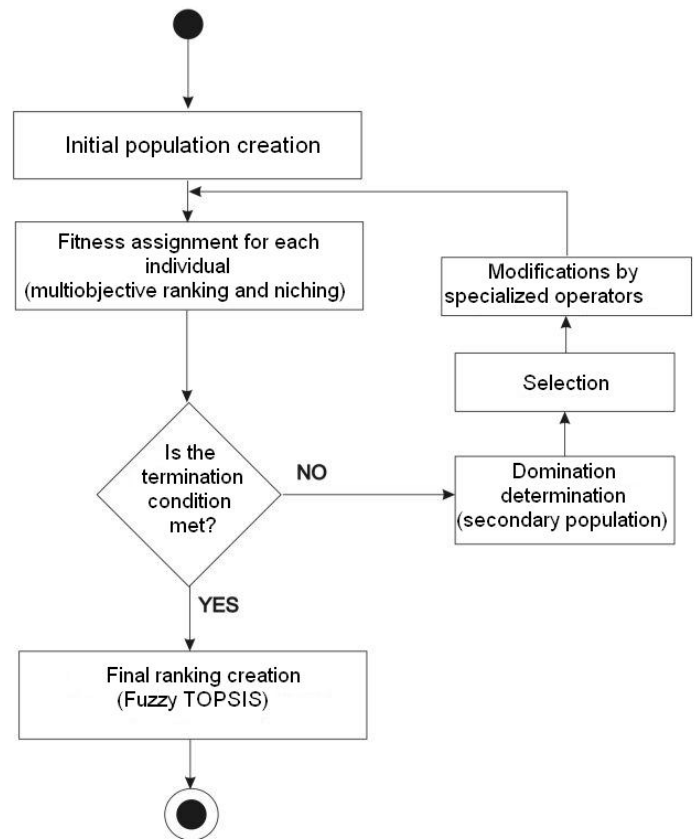 Initial population creation
Fitness assignment for each
individual
(multiobjective ranking and niching)
Modifications by
specialized operators
Selection
Is the
termination
condition
met?
NO
Domination
determination
(secondary population)
YES
Final ranking creation
(Fuzzy TOPSIS)